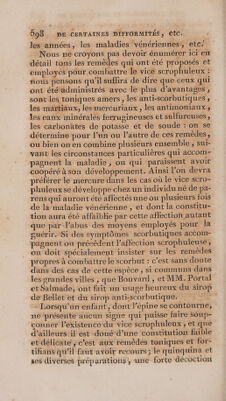 598 DE CERTAINES DIFFORMITÉS, etc.
les années, les maladies vénériennes, etc.
Nous ne croyons pas devoir énumérer ici en
détail tons les remèdes qui ont été proposés et
employés pour combattre le vice scrophuleux :
nous pensons qu'il suffira de dire que ceux qui
ont été administrés avec le plus d'avantages,
sont les toniques amers, les anti-scorbutiques,
les martiaux, les mercuriaux, les antimoniaux,
les eaux minérales ferrugineuses et sulfureuses,
les carbonates de potasse et de soude : on se
détermine pour l'un ou l'autre de ces remèdes,
ou bien on en combine plusieurs ensemble, sui-
vant les circonstances particulières qui accom-
pagnent la maladie, ou qui paraissent avoir
coopéré à son développement. Ainsi l'on devra
préférer le mercure dans les cas où le vice scro-
phuleux se développe chez un individu né de pa-
rens qui auront été affectés une ou plusieurs fois
de la maladie vénérienne, et dont la constitu-
tion aura été affaiblie par cette affection autant
que par l'abus des moyens employés pour la
guérir. Si des symptômes scorbutiques accom-
pagnent ou précèdent l'affection scrophuleuse,
on doit spécialement insister sur les remèdes
propres à combattre le scorbut : c'est sans doute
dans des cas de cette espèce, si communs dans
les grandes villes, que Bouvard, et MM. Portal
et Salmade, ont fait un usage heureux du sirop
de Bellet et du sirop anti-scorbutique.
Lorsqu'un enfant, dont l'épine se contourne,
ne présente aucun signe qui puisse faire soup-
çonner l'existence du vice scrophuleux, et que
d'ailleurs il est doué d'une constitution faible
et délicate, c'est aux remèdes toniques et for-
tifians qu'il faut avoir recours; le quinquina et
ses diverses préparations, une forte décoction